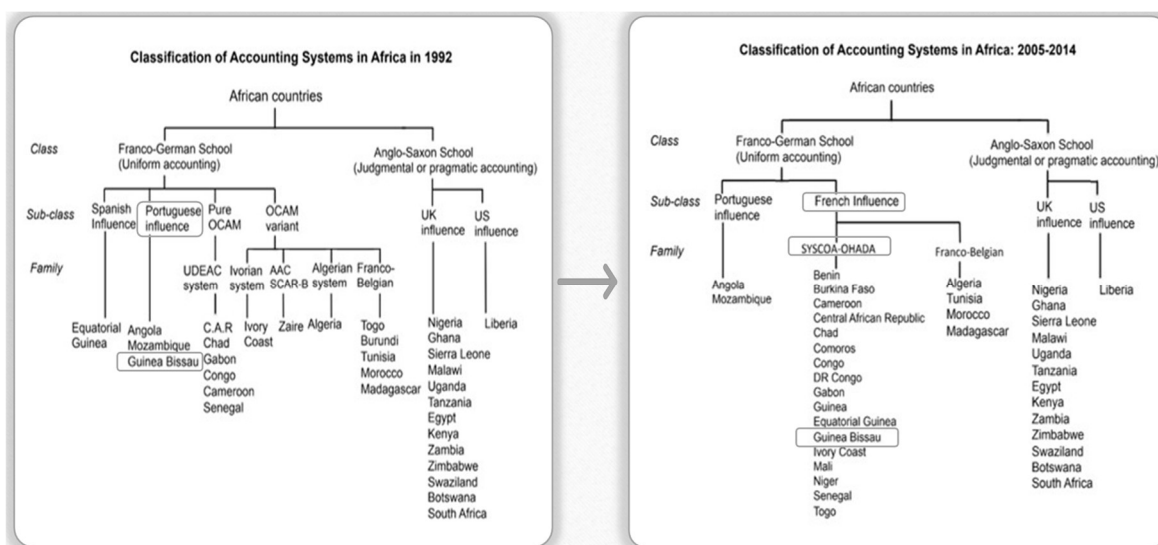 Classification of Accounting Systems in Africa in 1992
African countries
Class
Franco-German School
(Uniform accounting)
Anglo-Saxon School
(Judgmental or pragmatic accounting)
Sub-class
Spanish
Influence
Portuguese
influence
Pure
OCAM
OCAM
variant
UK
influence
US
influence
Family
UDEAC
system
Ivorian
system
AAC
SCAR-B
Algerian
system
Franco-
Belgian
Equatorial
Guinea
Angola
Mozambique
Guinea Bissau
C.A.R
Chad
Gabon
Congo
Cameroon
Senegal
Ivory
Coast
Zaire
Algeria
Togo
Burundi
Tunisia
Morocco
Madagascar
Nigeria
Ghana
Sierra Leone
Malawi
Uganda
Tanzania
Egypt
Kenya
Zambia
Zimbabwe
Swaziland
Botswana
South Africa
Liberia
Classification of Accounting Systems in Africa: 2005-2014
African countries
Class
Franco-German School
(Uniform accounting)
Anglo-Saxon School
(Judgmental or pragmatic accounting)
Sub-class
Portuguese
influence
French Influence
UK
influence
US
influence
Family
SYSCOA-OHADA
Franco-Belgian
Angola
Mozambique
Benin
Burkina Faso
Cameroon
Central African Republic
Chad
Comoros
Congo
DR Congo
Gabon
Guinea
Equatorial Guinea
Guinea Bissau
Ivory Coast
Mali
Niger
Senegal
Togo
Algeria
Tunisia
Morocco
Madagascar
Nigeria
Ghana
Sierra Leone
Malawi
Uganda
Tanzania
Egypt
Kenya
Zambia
Zimbabwe
Swaziland
Botswana
South Africa
Liberia